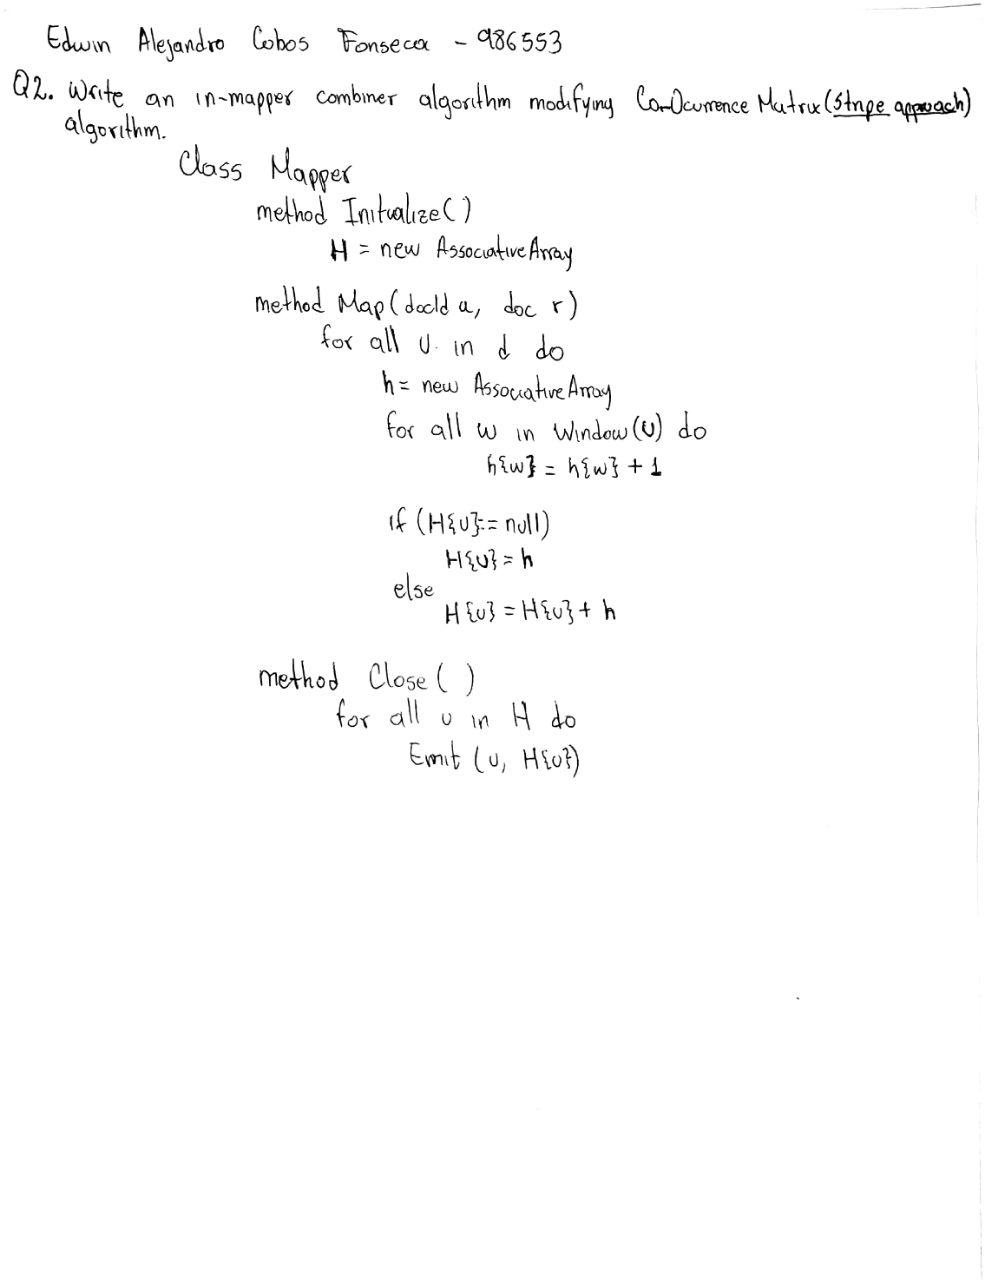 Edwin Alejandro Cobos Fonseca - 986553
Q2. Write an in-mapper combiner algorithm modifying Co-Ocurrence Matrix (Stripe approach)
algorithm.
Class Mapper
method Initialize()
H = new AssociativeArray
method Map(docId a, doc r)
for all u in d do
h = new AssociativeArray
for all w in Window(u) do
h{w} = h{w} + 1
if (H{u} == null)
H{u} = h
else
H{u} = H{u} + h
method Close( )
for all u in H do
Emit (u, H{u})